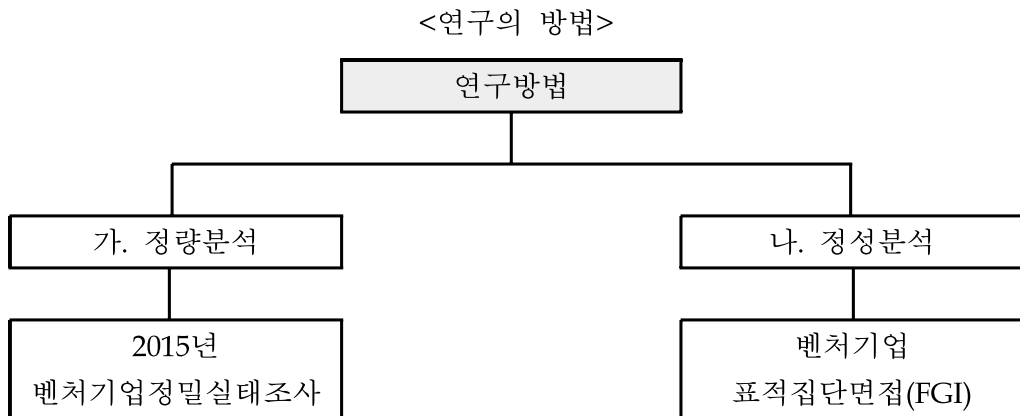 <연구의 방법>
연구방법
가. 정량분석
나. 정성분석
2015년
벤처기업정밀실태조사
벤처기업
표적집단면접(FGI)